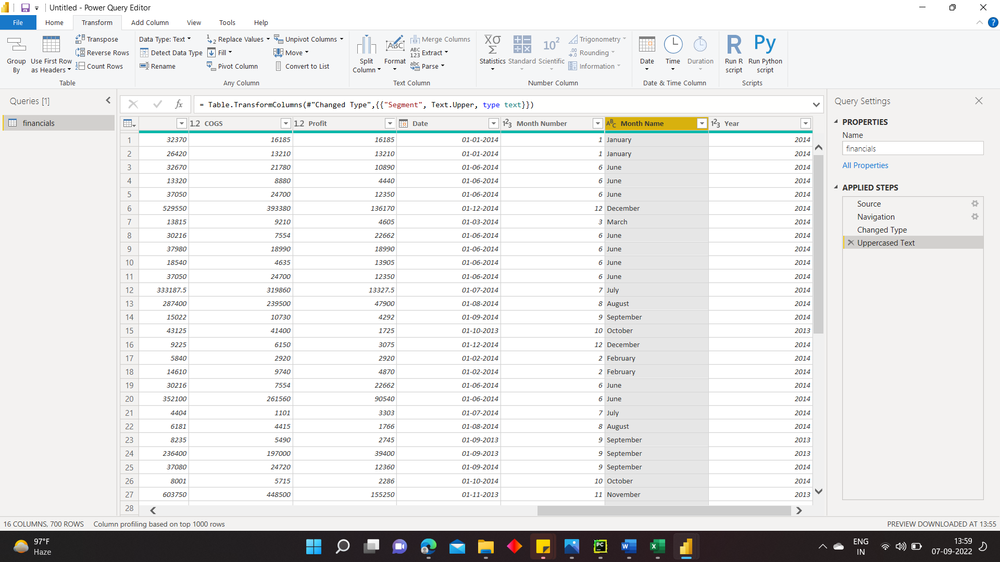 Untitled - Power Query Editor
File Home Transform Add Column View Tools Help
Group By
Use First Row as Headers
Transpose
Reverse Rows
Count Rows
Table
Data Type: Text
Detect Data Type
Rename
Replace Values
Fill
Pivot Column
Unpivot Columns
Move
Convert to List
Any Column
Split Column
Format
Merge Columns
Extract
Parse
Text Column
Statistics
Standard
Scientific
Trigonometry
Rounding
Information
Number Column
Date
Time
Duration
Date & Time Column
Run R script
Run Python script
Scripts
Queries [1]
financials
fx
= Table.TransformColumns(#"Changed Type",{{"Segment", Text.Upper, type text}})
1.2 COGS 1.2 Profit Date 123 Month Number ABC Month Name 123 Year
1 32370 16185 16185 01-01-2014 1 January 2014
2 26420 13210 13210 01-01-2014 1 January 2014
3 32670 21780 10890 01-06-2014 6 June 2014
4 13320 8880 4440 01-06-2014 6 June 2014
5 37050 24700 12350 01-06-2014 6 June 2014
6 529550 393380 136170 01-12-2014 12 December 2014
7 13815 9210 4605 01-03-2014 3 March 2014
8 30216 7554 22662 01-06-2014 6 June 2014
9 37980 18990 18990 01-06-2014 6 June 2014
10 18540 4635 13905 01-06-2014 6 June 2014
11 37050 24700 12350 01-06-2014 6 June 2014
12 333187.5 319860 13327.5 01-07-2014 7 July 2014
13 287400 239500 47900 01-08-2014 8 August 2014
14 15022 10730 4292 01-09-2014 9 September 2014
15 43125 41400 1725 01-10-2013 10 October 2013
16 9225 6150 3075 01-12-2014 12 December 2014
17 5840 2920 2920 01-02-2014 2 February 2014
18 14610 9740 4870 01-02-2014 2 February 2014
19 30216 7554 22662 01-06-2014 6 June 2014
20 352100 261560 90540 01-06-2014 6 June 2014
21 4404 1101 3303 01-07-2014 7 July 2014
22 6181 4415 1766 01-08-2014 8 August 2014
23 8235 5490 2745 01-09-2013 9 September 2013
24 236400 197000 39400 01-09-2013 9 September 2013
25 37080 24720 12360 01-09-2014 9 September 2014
26 8001 5715 2286 01-10-2014 10 October 2014
27 603750 448500 155250 01-11-2013 11 November 2013
28
Query Settings
PROPERTIES
Name
financials
All Properties
APPLIED STEPS
Source
Navigation
Changed Type
Uppercased Text
16 COLUMNS, 700 ROWS Column profiling based on top 1000 rows
PREVIEW DOWNLOADED AT 13:55
97°F
Haze
ENG
IN
13:59
07-09-2022